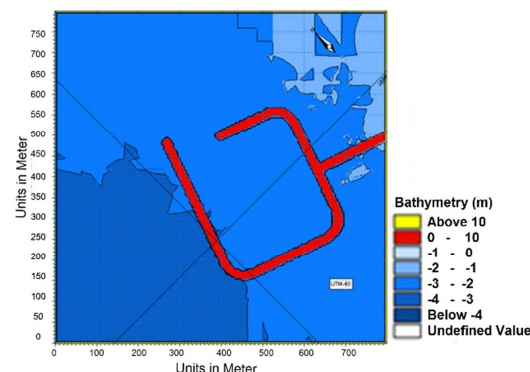 750
700
650
600
550
500
450
400
350
300
250
200
150
100
50
0
Units in Meter
0 100 200 300 400 500 600 700
Units in Meter
UTM-40
Bathymetry (m)
Above 10
0 - 10
-1 - 0
-2 - -1
-3 - -2
-4 - -3
Below -4
Undefined Value